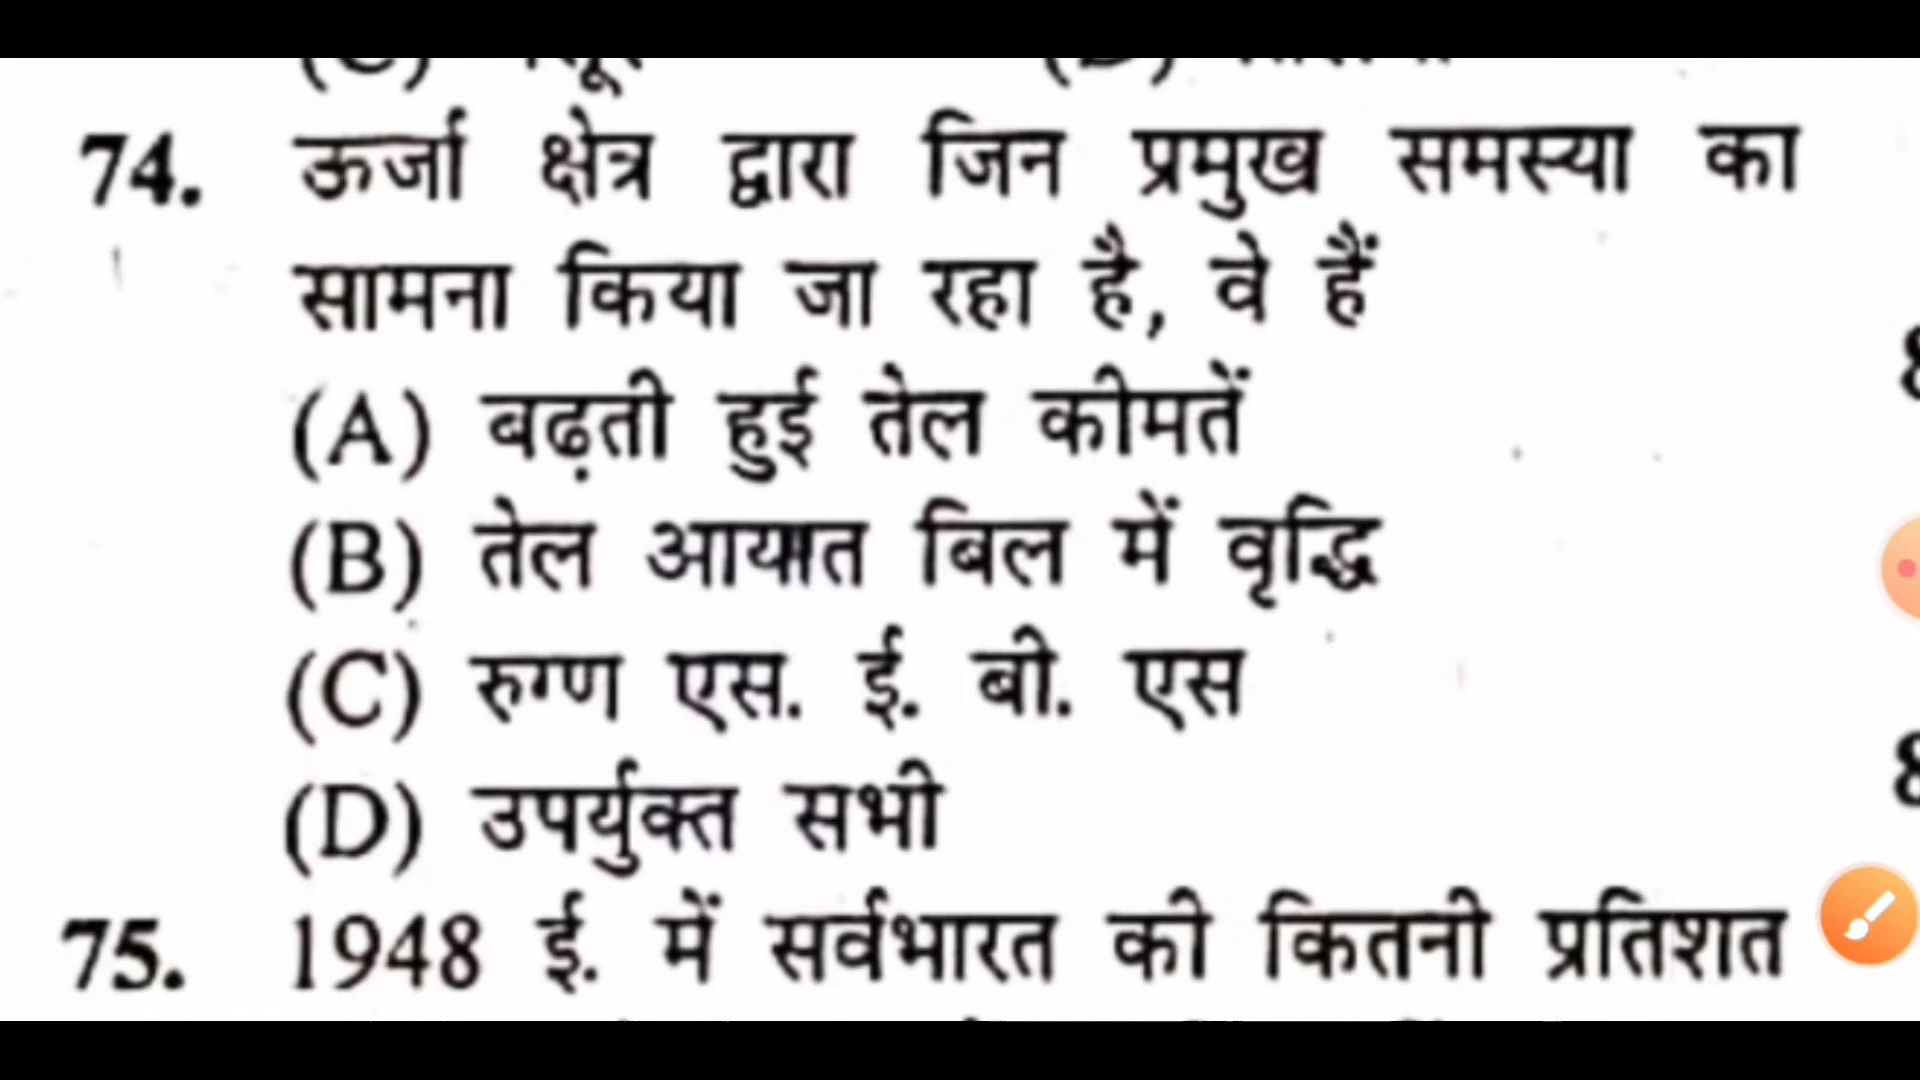 74. ऊर्जा क्षेत्र द्वारा जिन प्रमुख समस्या का
सामना किया जा रहा है, वे हैं
(A) बढ़ती हुई तेल कीमतें
(B) तेल आयात बिल में वृद्धि
(C) रुग्ण एस. ई. बी. एस
(D) उपर्युक्त सभी
75. 1948 ई. में सर्वभारत की कितनी प्रतिशत